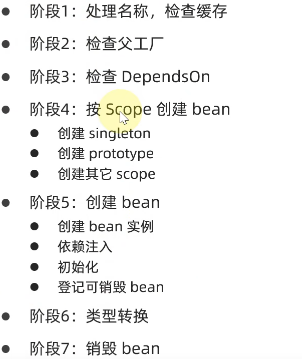 阶段1：处理名称，检查缓存
阶段2：检查父工厂
阶段3：检查 DependsOn
阶段4：按 Scope 创建 bean
创建 singleton
创建 prototype
创建其它 scope
阶段5：创建 bean
创建 bean 实例
依赖注入
初始化
登记可销毁 bean
阶段6：类型转换
阶段7：销毁 bean